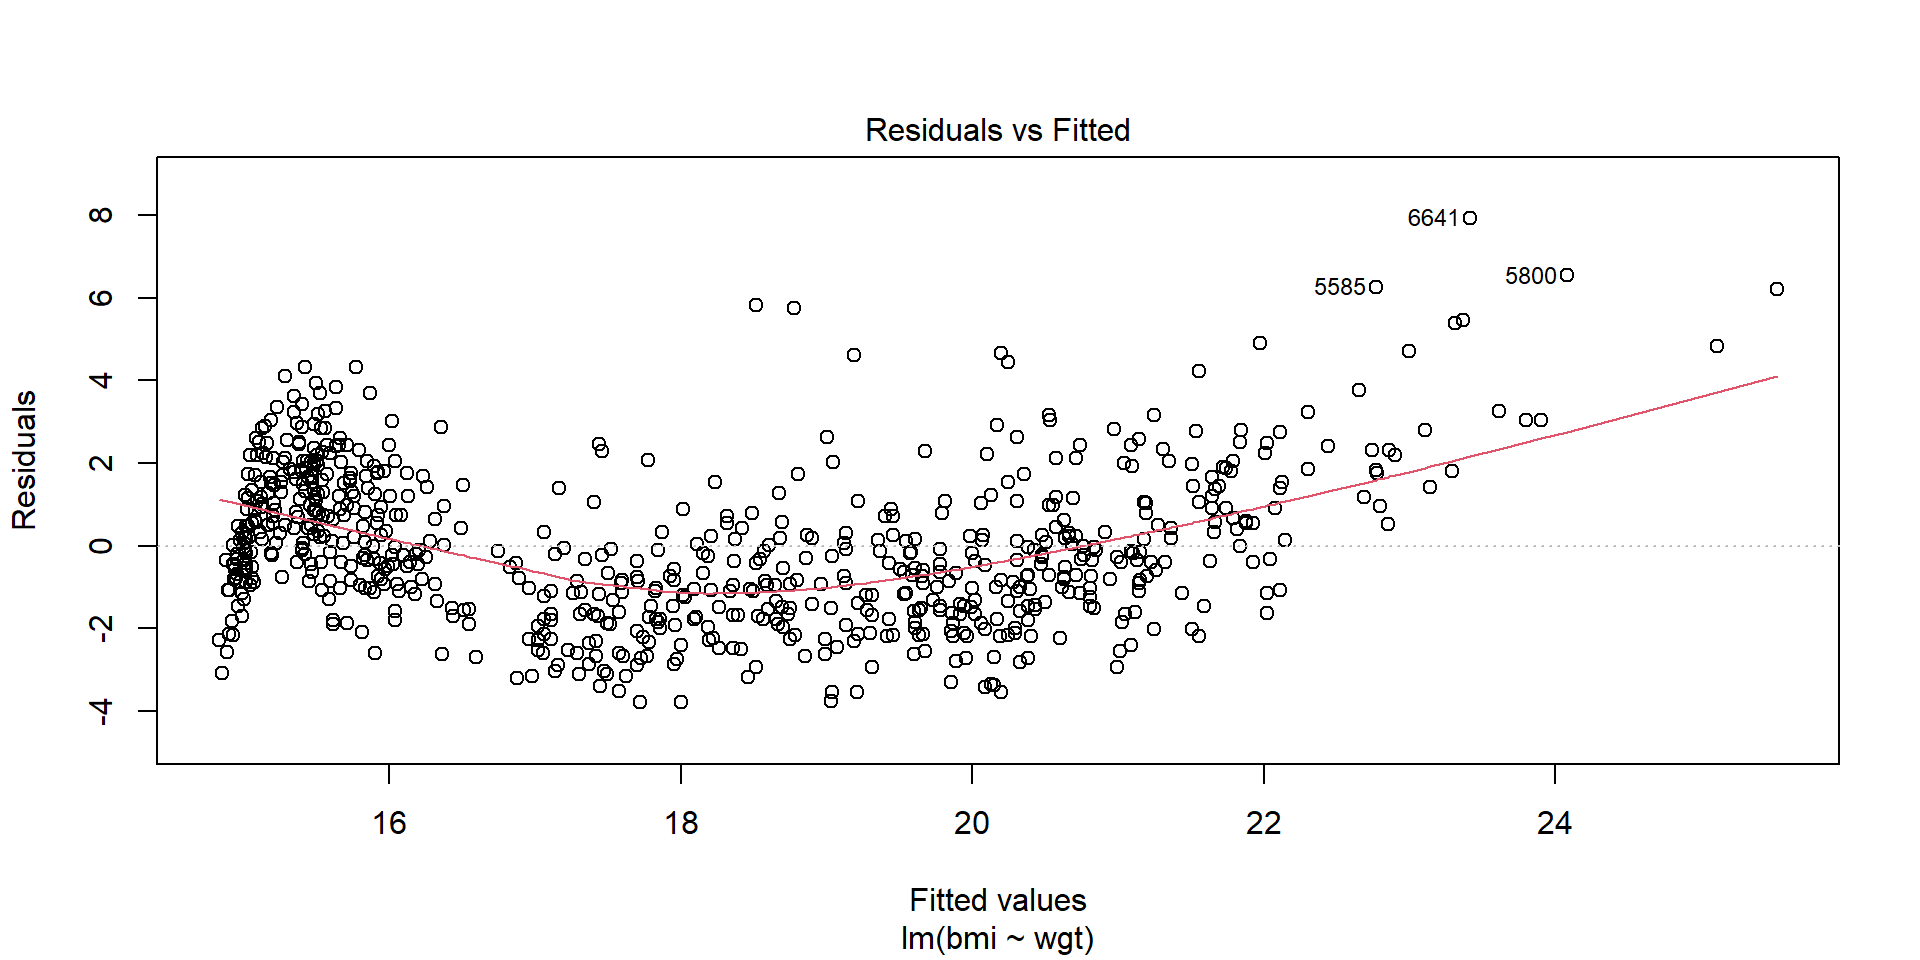 Residuals vs Fitted
Residuals
8
6
4
2
0
-2
-4
6641
5800
5585
16 18 20 22 24
Fitted values
lm(bmi ~ wgt)